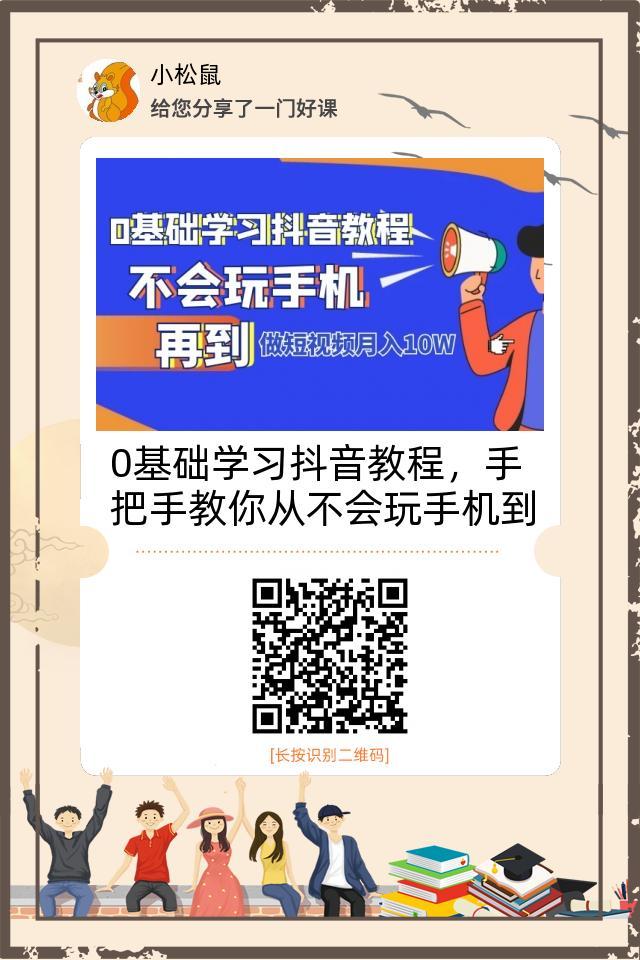 小松鼠
给您分享了一门好课
0基础学习抖音教程
不会玩手机
再到 做短视频月入10W
0基础学习抖音教程，手
把手教你从不会玩手机到
[长按识别二维码]